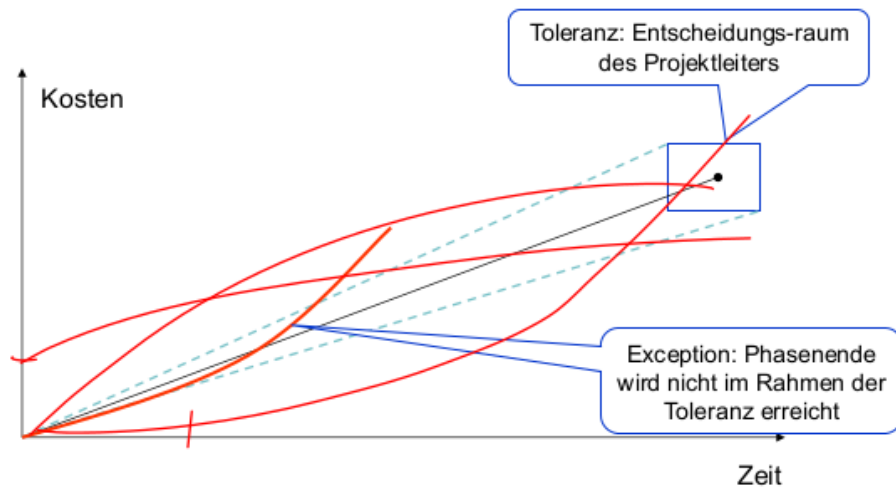 Toleranz: Entscheidungs-raum
des Projektleiters
Kosten
Exception: Phasenende
wird nicht im Rahmen der
Toleranz erreicht
Zeit